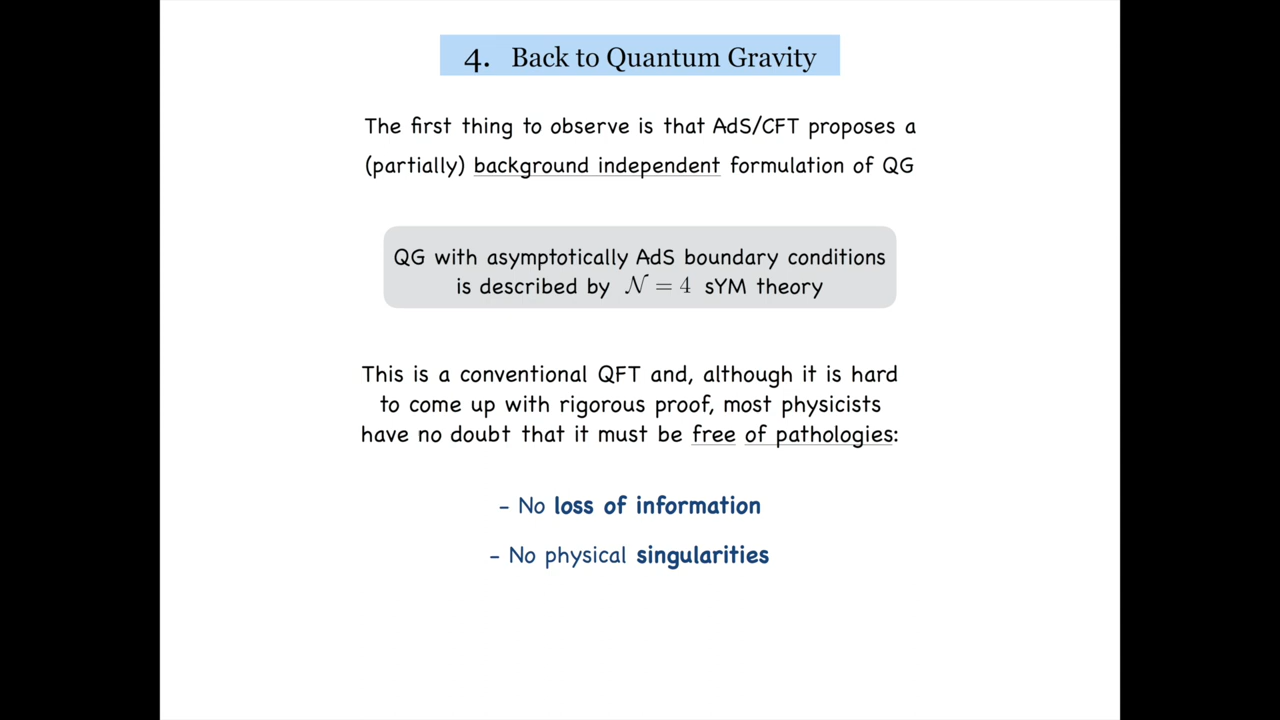 4. Back to Quantum Gravity
The first thing to observe is that AdS/CFT proposes a
(partially) background independent formulation of QG
QG with asymptotically AdS boundary conditions
is described by 𝒩 = 4 sYM theory
This is a conventional QFT and, although it is hard
to come up with rigorous proof, most physicists
have no doubt that it must be free of pathologies:
– No loss of information
– No physical singularities